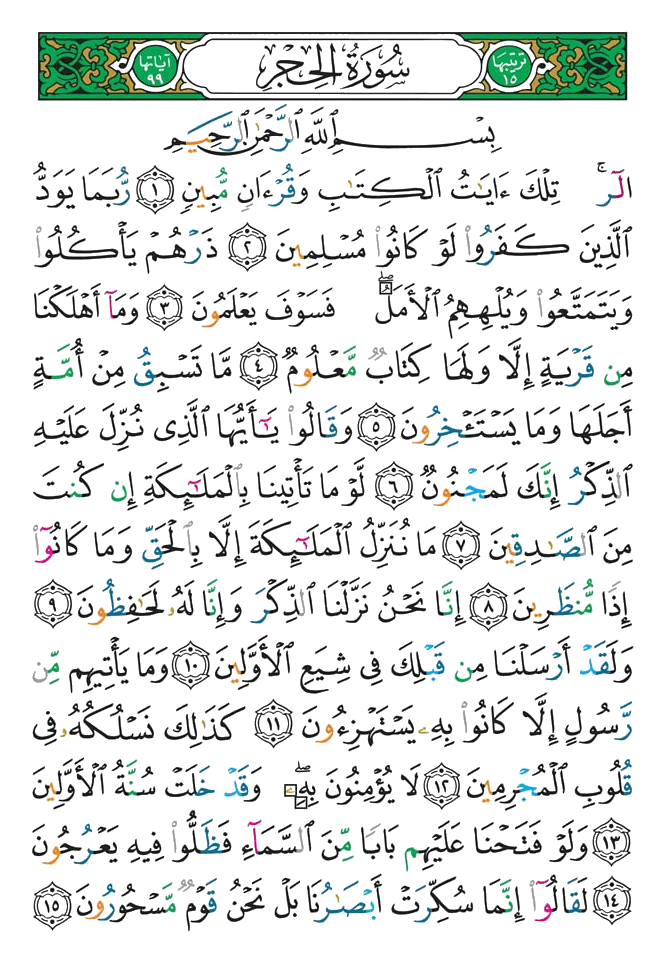 ترتيبها ١٥ سُورَةُ الحِجْرِ آياتها ٩٩
بِسْمِ ٱللَّهِ ٱلرَّحْمَٰنِ ٱلرَّحِيمِ
الٓرۚ تِلْكَ ءَايَٰتُ ٱلْكِتَٰبِ وَقُرْءَانٍ مُّبِينٍ ١ رُّبَمَا يَوَدُّ
ٱلَّذِينَ كَفَرُوا۟ لَوْ كَانُوا۟ مُسْلِمِينَ ٢ ذَرْهُمْ يَأْكُلُوا۟
وَيَتَمَتَّعُوا۟ وَيُلْهِهِمُ ٱلْأَمَلُۖ فَسَوْفَ يَعْلَمُونَ ٣ وَمَآ أَهْلَكْنَا
مِن قَرْيَةٍ إِلَّا وَلَهَا كِتَابٌ مَّعْلُومٌ ٤ مَّا تَسْبِقُ مِنْ أُمَّةٍ
أَجَلَهَا وَمَا يَسْتَـْٔخِرُونَ ٥ وَقَالُوا۟ يَٰٓأَيُّهَا ٱلَّذِى نُزِّلَ عَلَيْهِ
ٱلذِّكْرُ إِنَّكَ لَمَجْنُونٌ ٦ لَّوْ مَا تَأْتِينَا بِٱلْمَلَٰٓئِكَةِ إِن كُنتَ
مِنَ ٱلصَّٰدِقِينَ ٧ مَا نُنَزِّلُ ٱلْمَلَٰٓئِكَةَ إِلَّا بِٱلْحَقِّ وَمَا كَانُوٓا۟
إِذًا مُّنظَرِينَ ٨ إِنَّا نَحْنُ نَزَّلْنَا ٱلذِّكْرَ وَإِنَّا لَهُۥ لَحَٰفِظُونَ ٩
وَلَقَدْ أَرْسَلْنَا مِن قَبْلِكَ فِى شِيَعِ ٱلْأَوَّلِينَ ١٠ وَمَا يَأْتِيهِم مِّن
رَّسُولٍ إِلَّا كَانُوا۟ بِهِۦ يَسْتَهْزِءُونَ ١١ كَذَٰلِكَ نَسْلُكُهُۥ فِى
قُلُوبِ ٱلْمُجْرِمِينَ ١٢ لَا يُؤْمِنُونَ بِهِۦۖ وَقَدْ خَلَتْ سُنَّةُ ٱلْأَوَّلِينَ
١٣ وَلَوْ فَتَحْنَا عَلَيْهِم بَابًا مِّنَ ٱلسَّمَآءِ فَظَلُّوا۟ فِيهِ يَعْرُجُونَ
١٤ لَقَالُوٓا۟ إِنَّمَا سُكِّرَتْ أَبْصَٰرُنَا بَلْ نَحْنُ قَوْمٌ مَّسْحُورُونَ ١٥